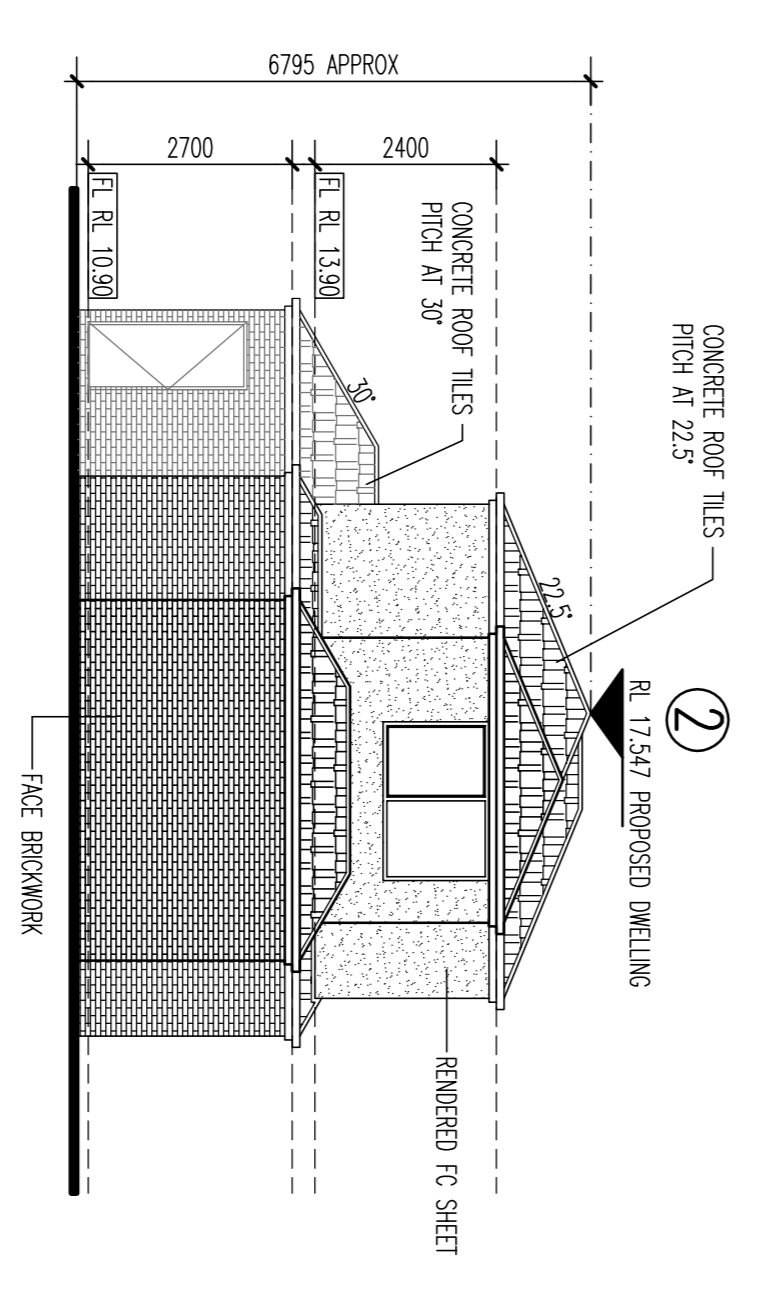 2
RL 17.547 PROPOSED DWELLING
CONCRETE ROOF TILES
PITCH AT 22.5°
22.5°
CONCRETE ROOF TILES
PITCH AT 30°
30°
6795 APPROX
2400
2700
FL RL 13.90
FL RL 10.90
RENDERED FC SHEET
FACE BRICKWORK